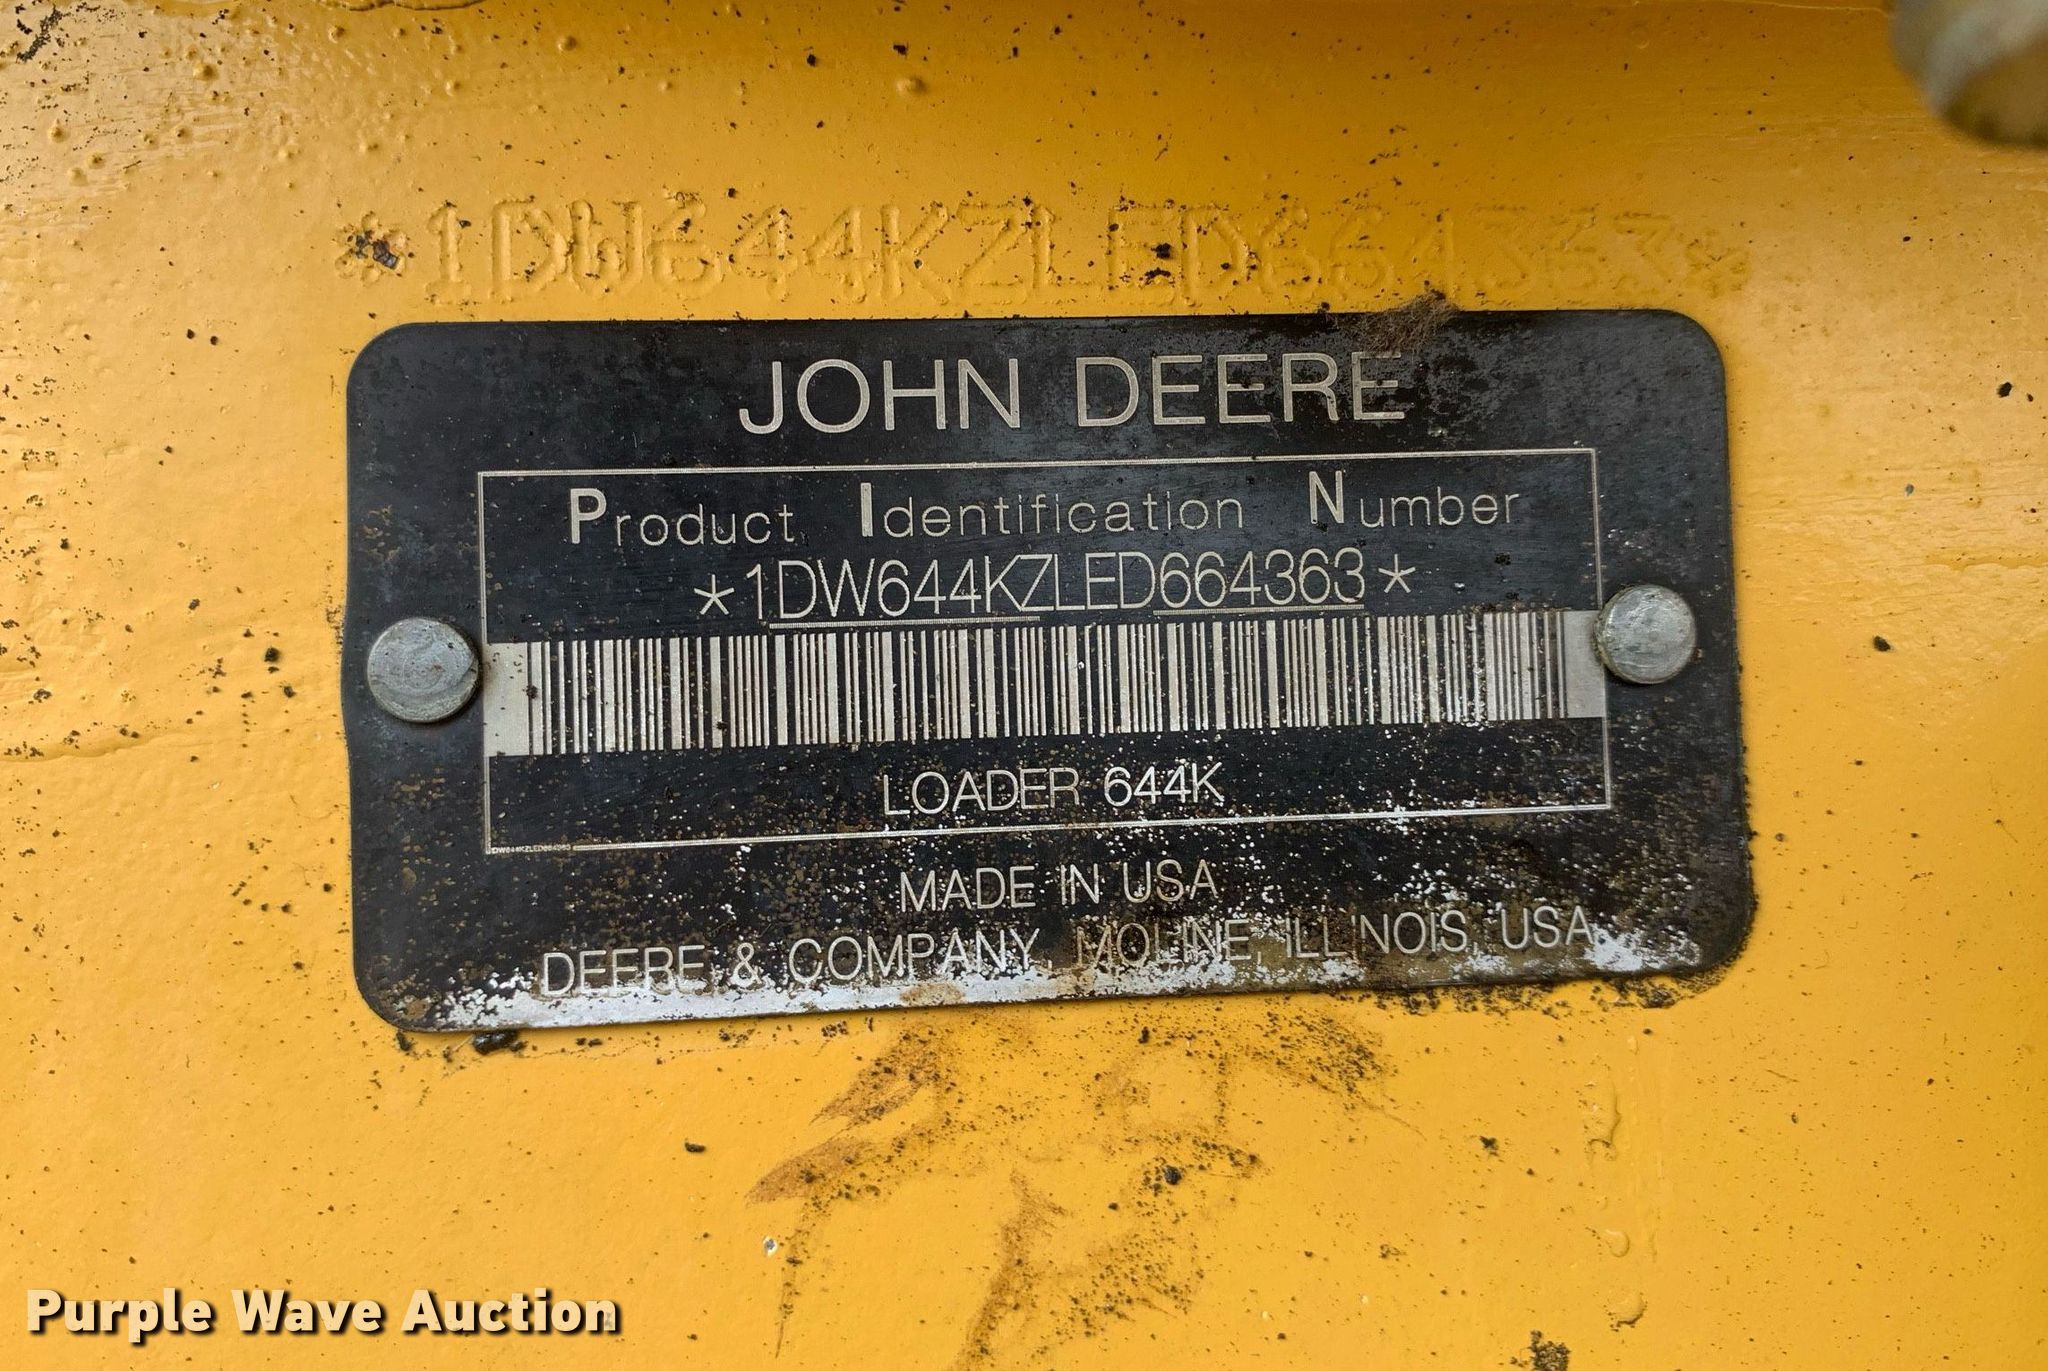 *1DW644KZLED664363*
JOHN DEERE
Product Identification Number
*1DW644KZLED664363*
LOADER 644K
1DW644KZLED664363
MADE IN USA
DEERE & COMPANY, MOLINE, ILLINOIS, USA
Purple Wave Auction